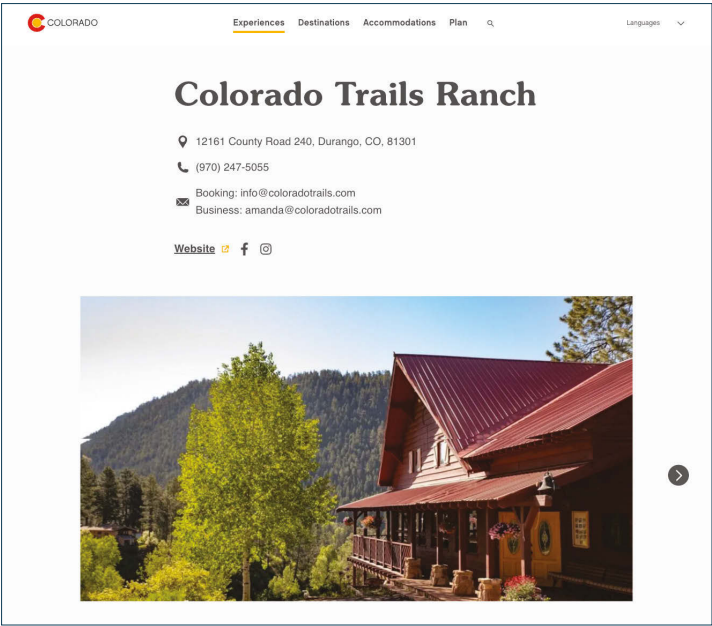 COLORADO
Experiences Destinations Accommodations Plan
Languages
Colorado Trails Ranch
12161 County Road 240, Durango, CO, 81301
(970) 247-5055
Booking: info@coloradotrails.com
Business: amanda@coloradotrails.com
Website